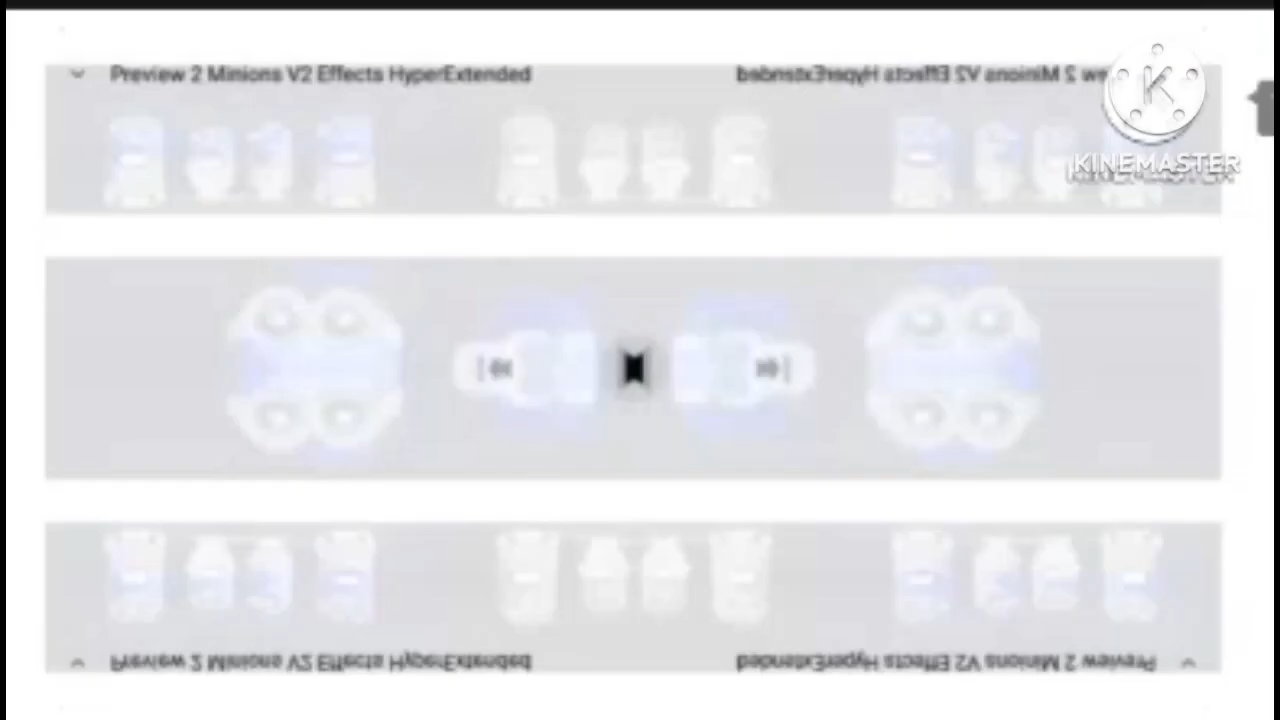 Preview 2 Minions V2 Effects HyperExtended
Preview 2 Minions V2 Effects HyperExtended
K
KINEMASTER
Preview 2 Minions V2 Effects HyperExtended
Preview 2 Minions V2 Effects HyperExtended